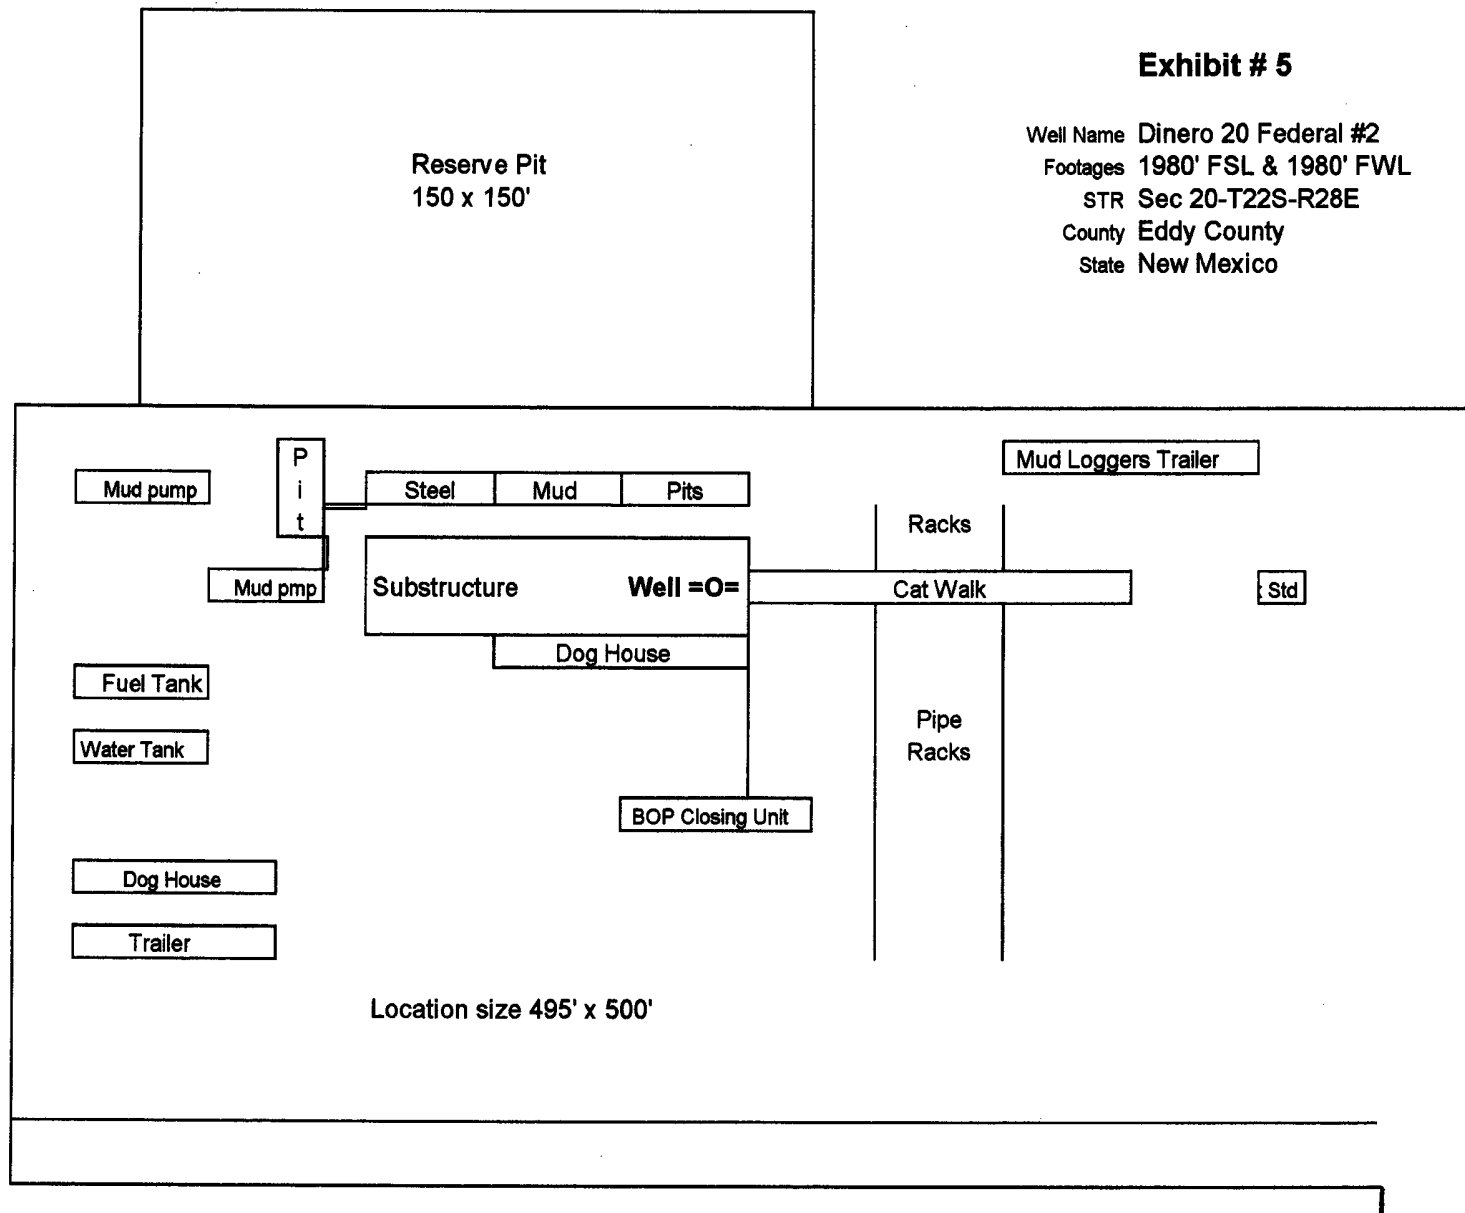 Exhibit # 5
Well Name Dinero 20 Federal #2
Footages 1980' FSL & 1980' FWL
STR Sec 20-T22S-R28E
County Eddy County
State New Mexico
Reserve Pit
150 x 150'
Mud Loggers Trailer
Pit
Mud pump
Steel Mud Pits
Racks
Mud pmp
Substructure Well =O=
Cat Walk
Std
Dog House
Fuel Tank
Water Tank
Pipe
Racks
BOP Closing Unit
Dog House
Trailer
Location size 495' x 500'